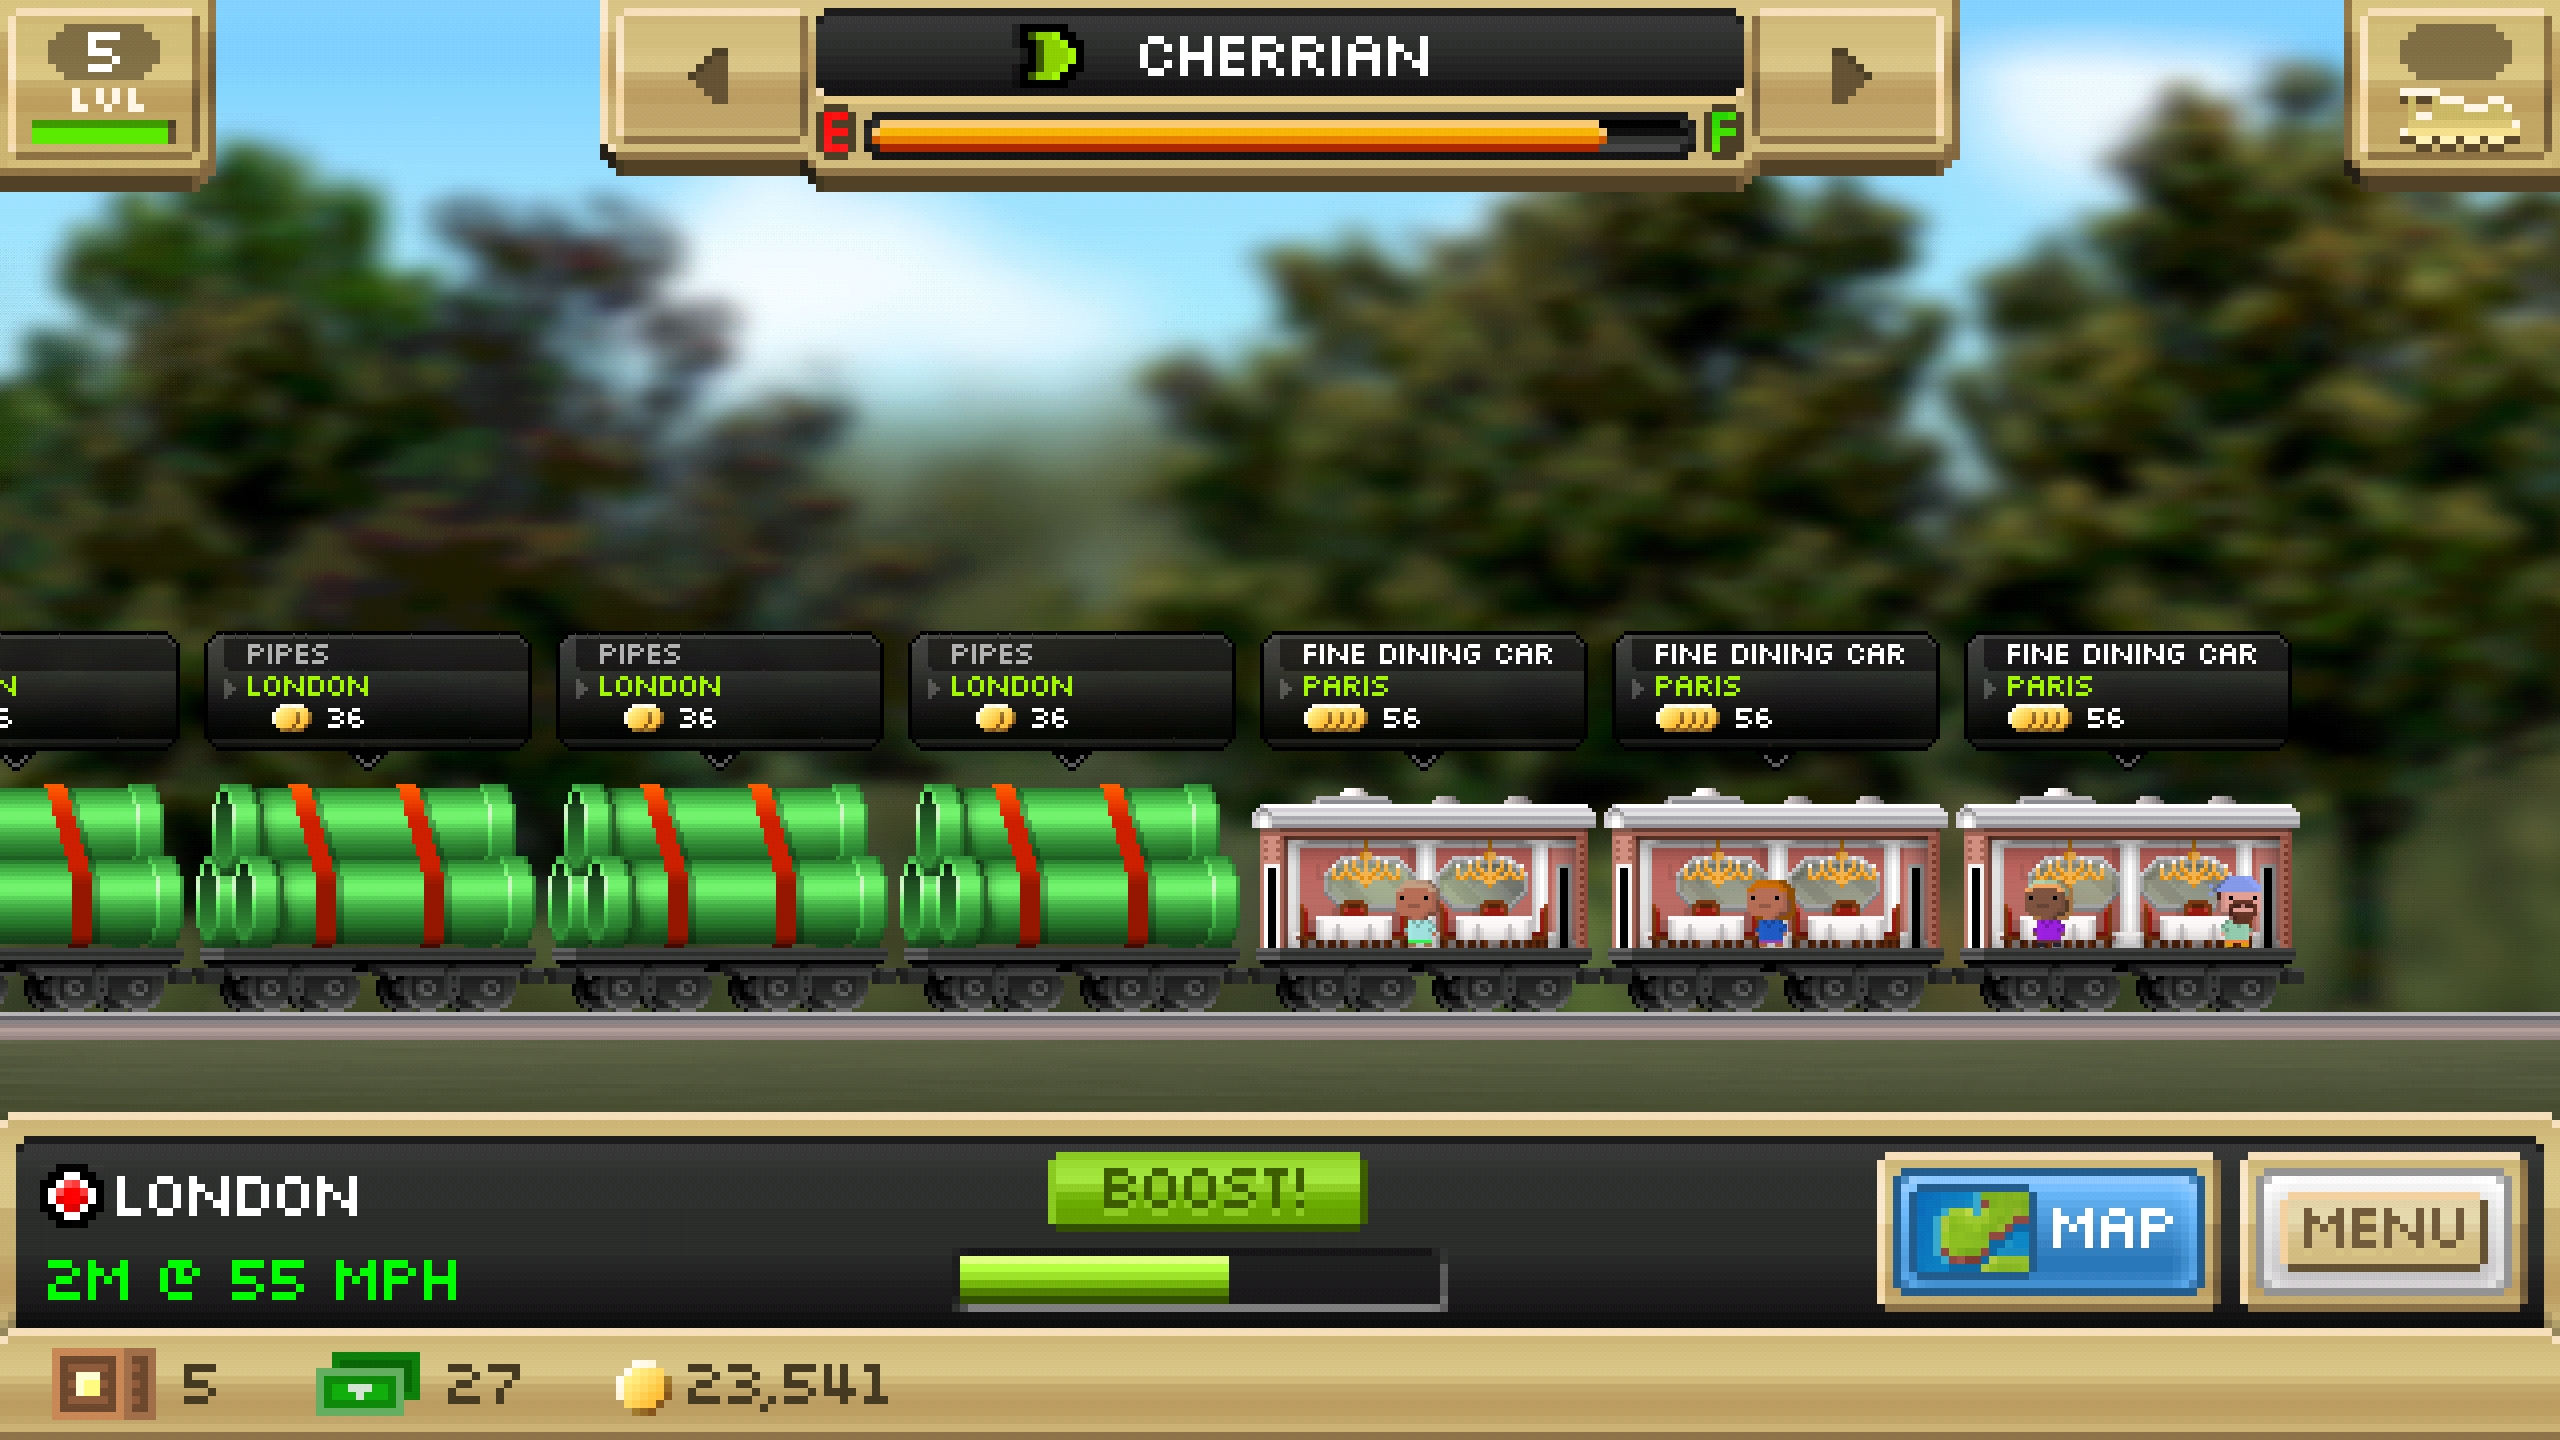 5
LVL
CHERRIAN
E
F
PIPES
LONDON
36
PIPES
LONDON
36
PIPES
LONDON
36
FINE DINING CAR
PARIS
56
FINE DINING CAR
PARIS
56
FINE DINING CAR
PARIS
56
LONDON
2M @ 55 MPH
BOOST!
MAP
MENU
5
27
23,541